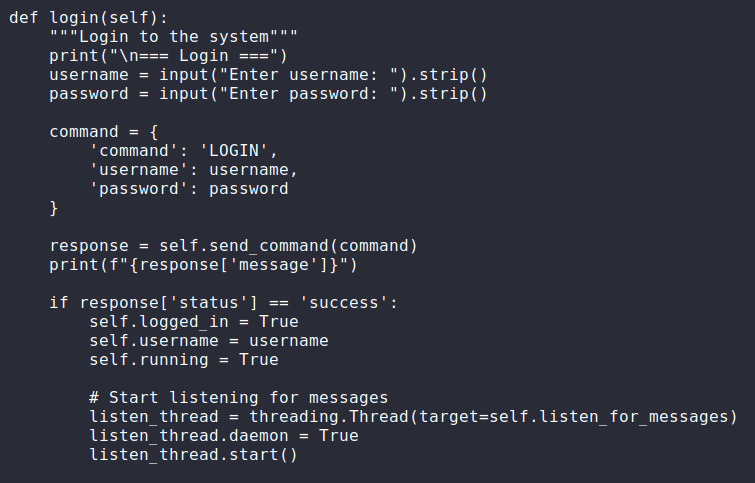 def login(self):
    """Login to the system"""
    print("\n=== Login ===")
    username = input("Enter username: ").strip()
    password = input("Enter password: ").strip()

    command = {
        'command': 'LOGIN',
        'username': username,
        'password': password
    }

    response = self.send_command(command)
    print(f"{response['message']}")

    if response['status'] == 'success':
        self.logged_in = True
        self.username = username
        self.running = True

        # Start listening for messages
        listen_thread = threading.Thread(target=self.listen_for_messages)
        listen_thread.daemon = True
        listen_thread.start()